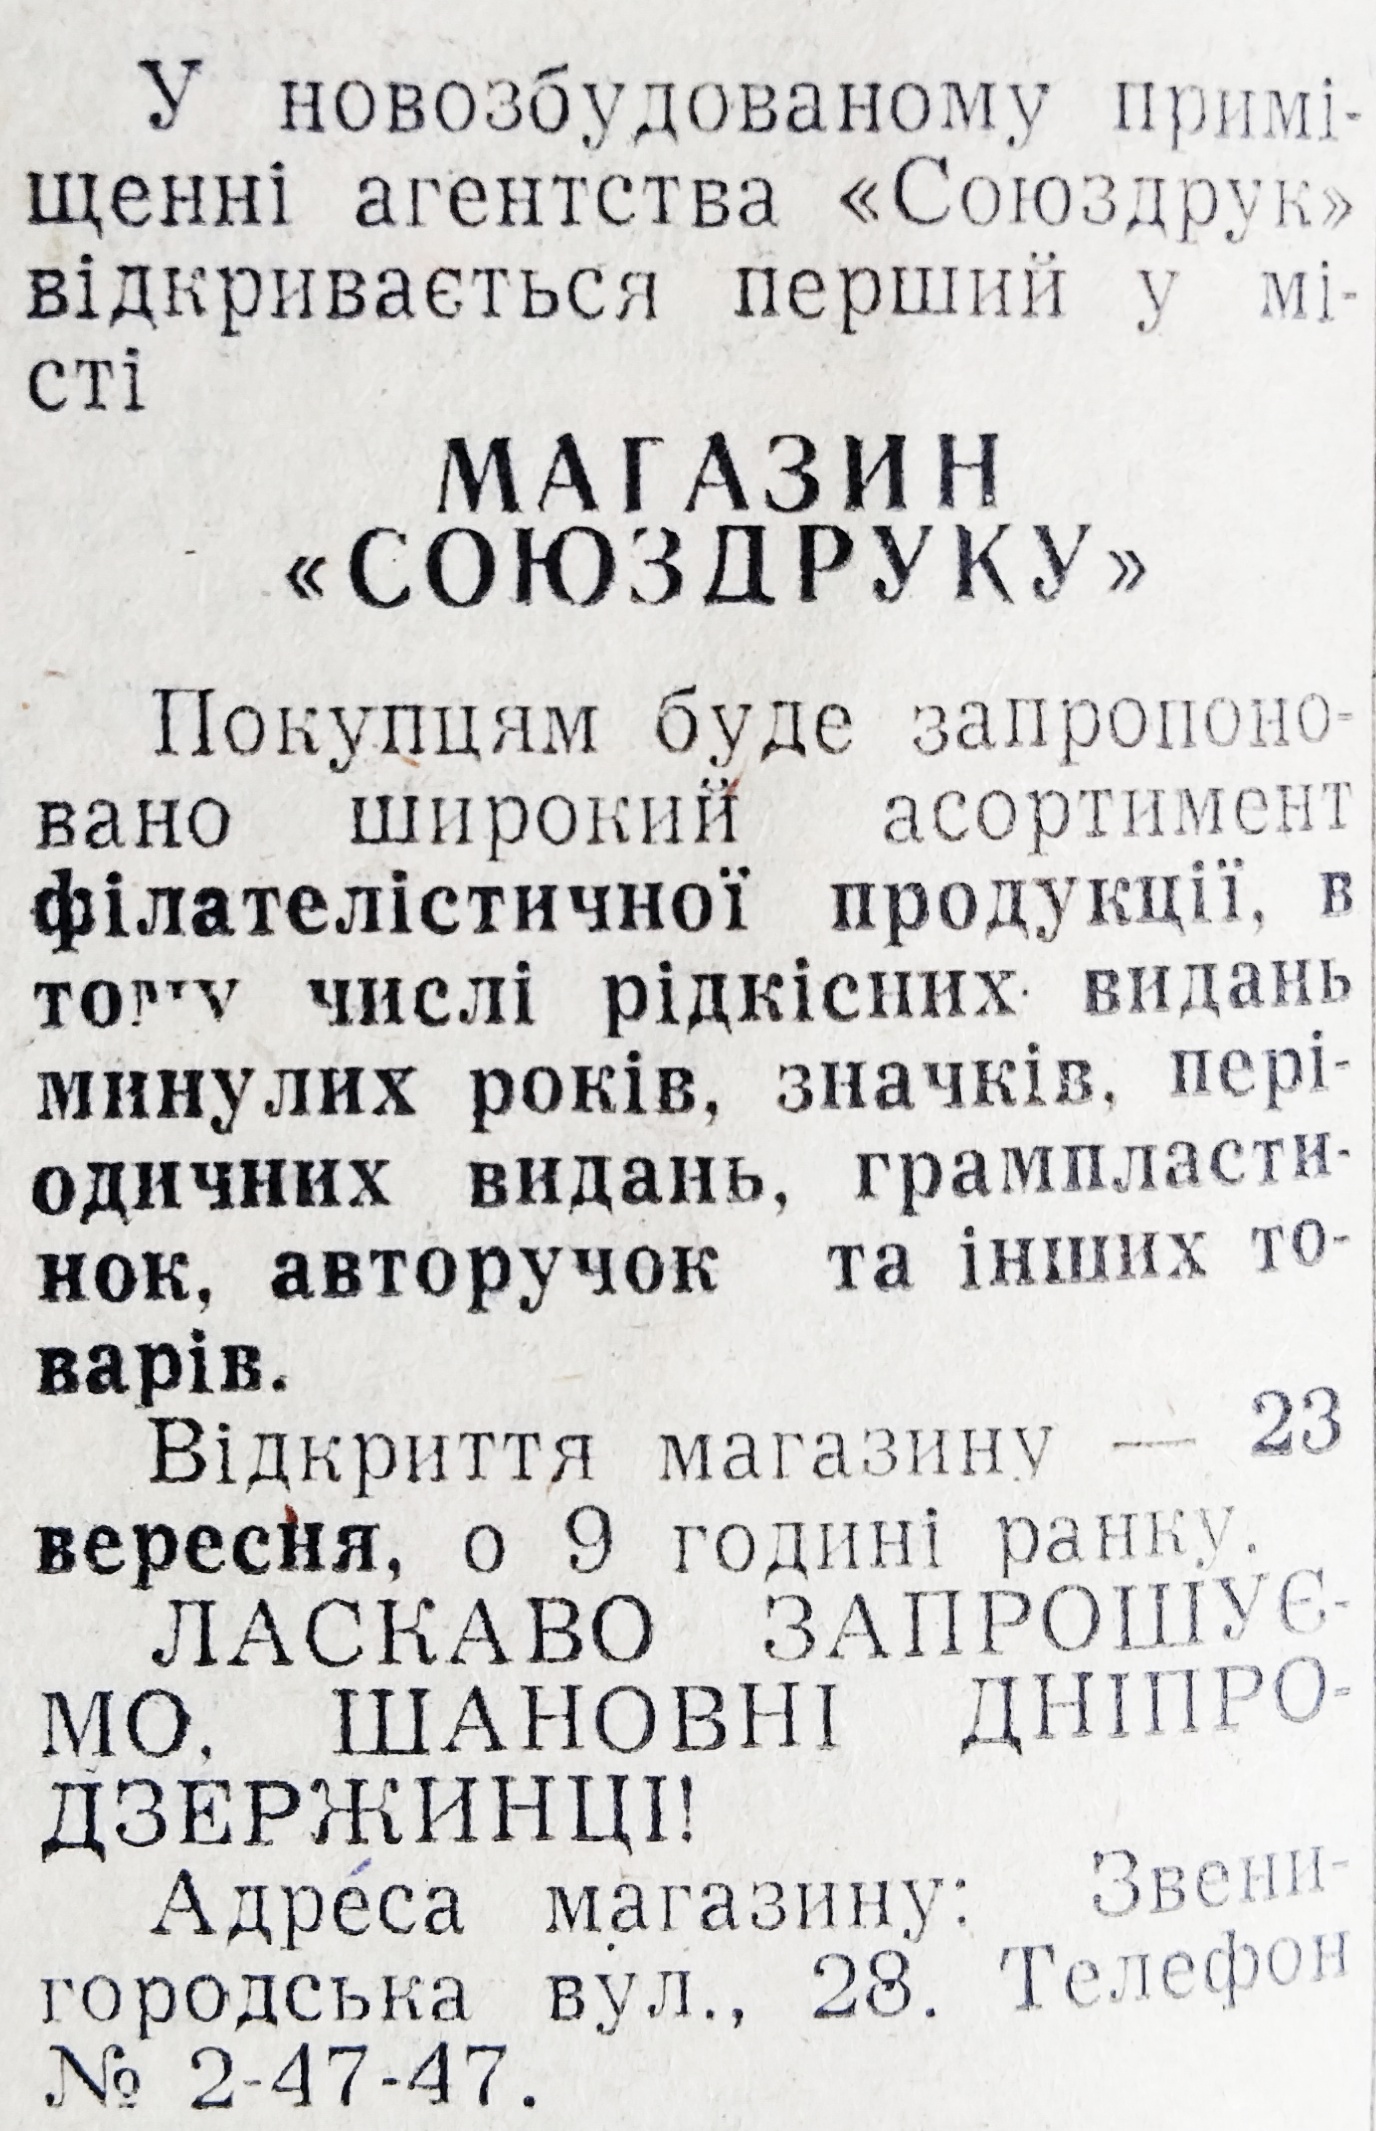 У новозбудованому примі-
щенні агентства «Союздрук»
відкривається перший у мі-
сті
МАГАЗИН
«СОЮЗДРУКУ»
Покупцям буде запропоно-
вано широкий асортимент
філателістичної продукції, в
тому числі рідкісних видань
минулих років, значків, пері-
одичних видань, грампласти-
нок, авторучок та інших то-
варів.
Відкриття магазину — 23
вересня, о 9 годині ранку.
ЛАСКАВО ЗАПРОШУЄ-
МО, ШАНОВНІ ДНІПРО-
ДЗЕРЖИНЦІ!
Адреса магазину: Звени-
городська вул., 28. Телефон
№ 2-47-47.